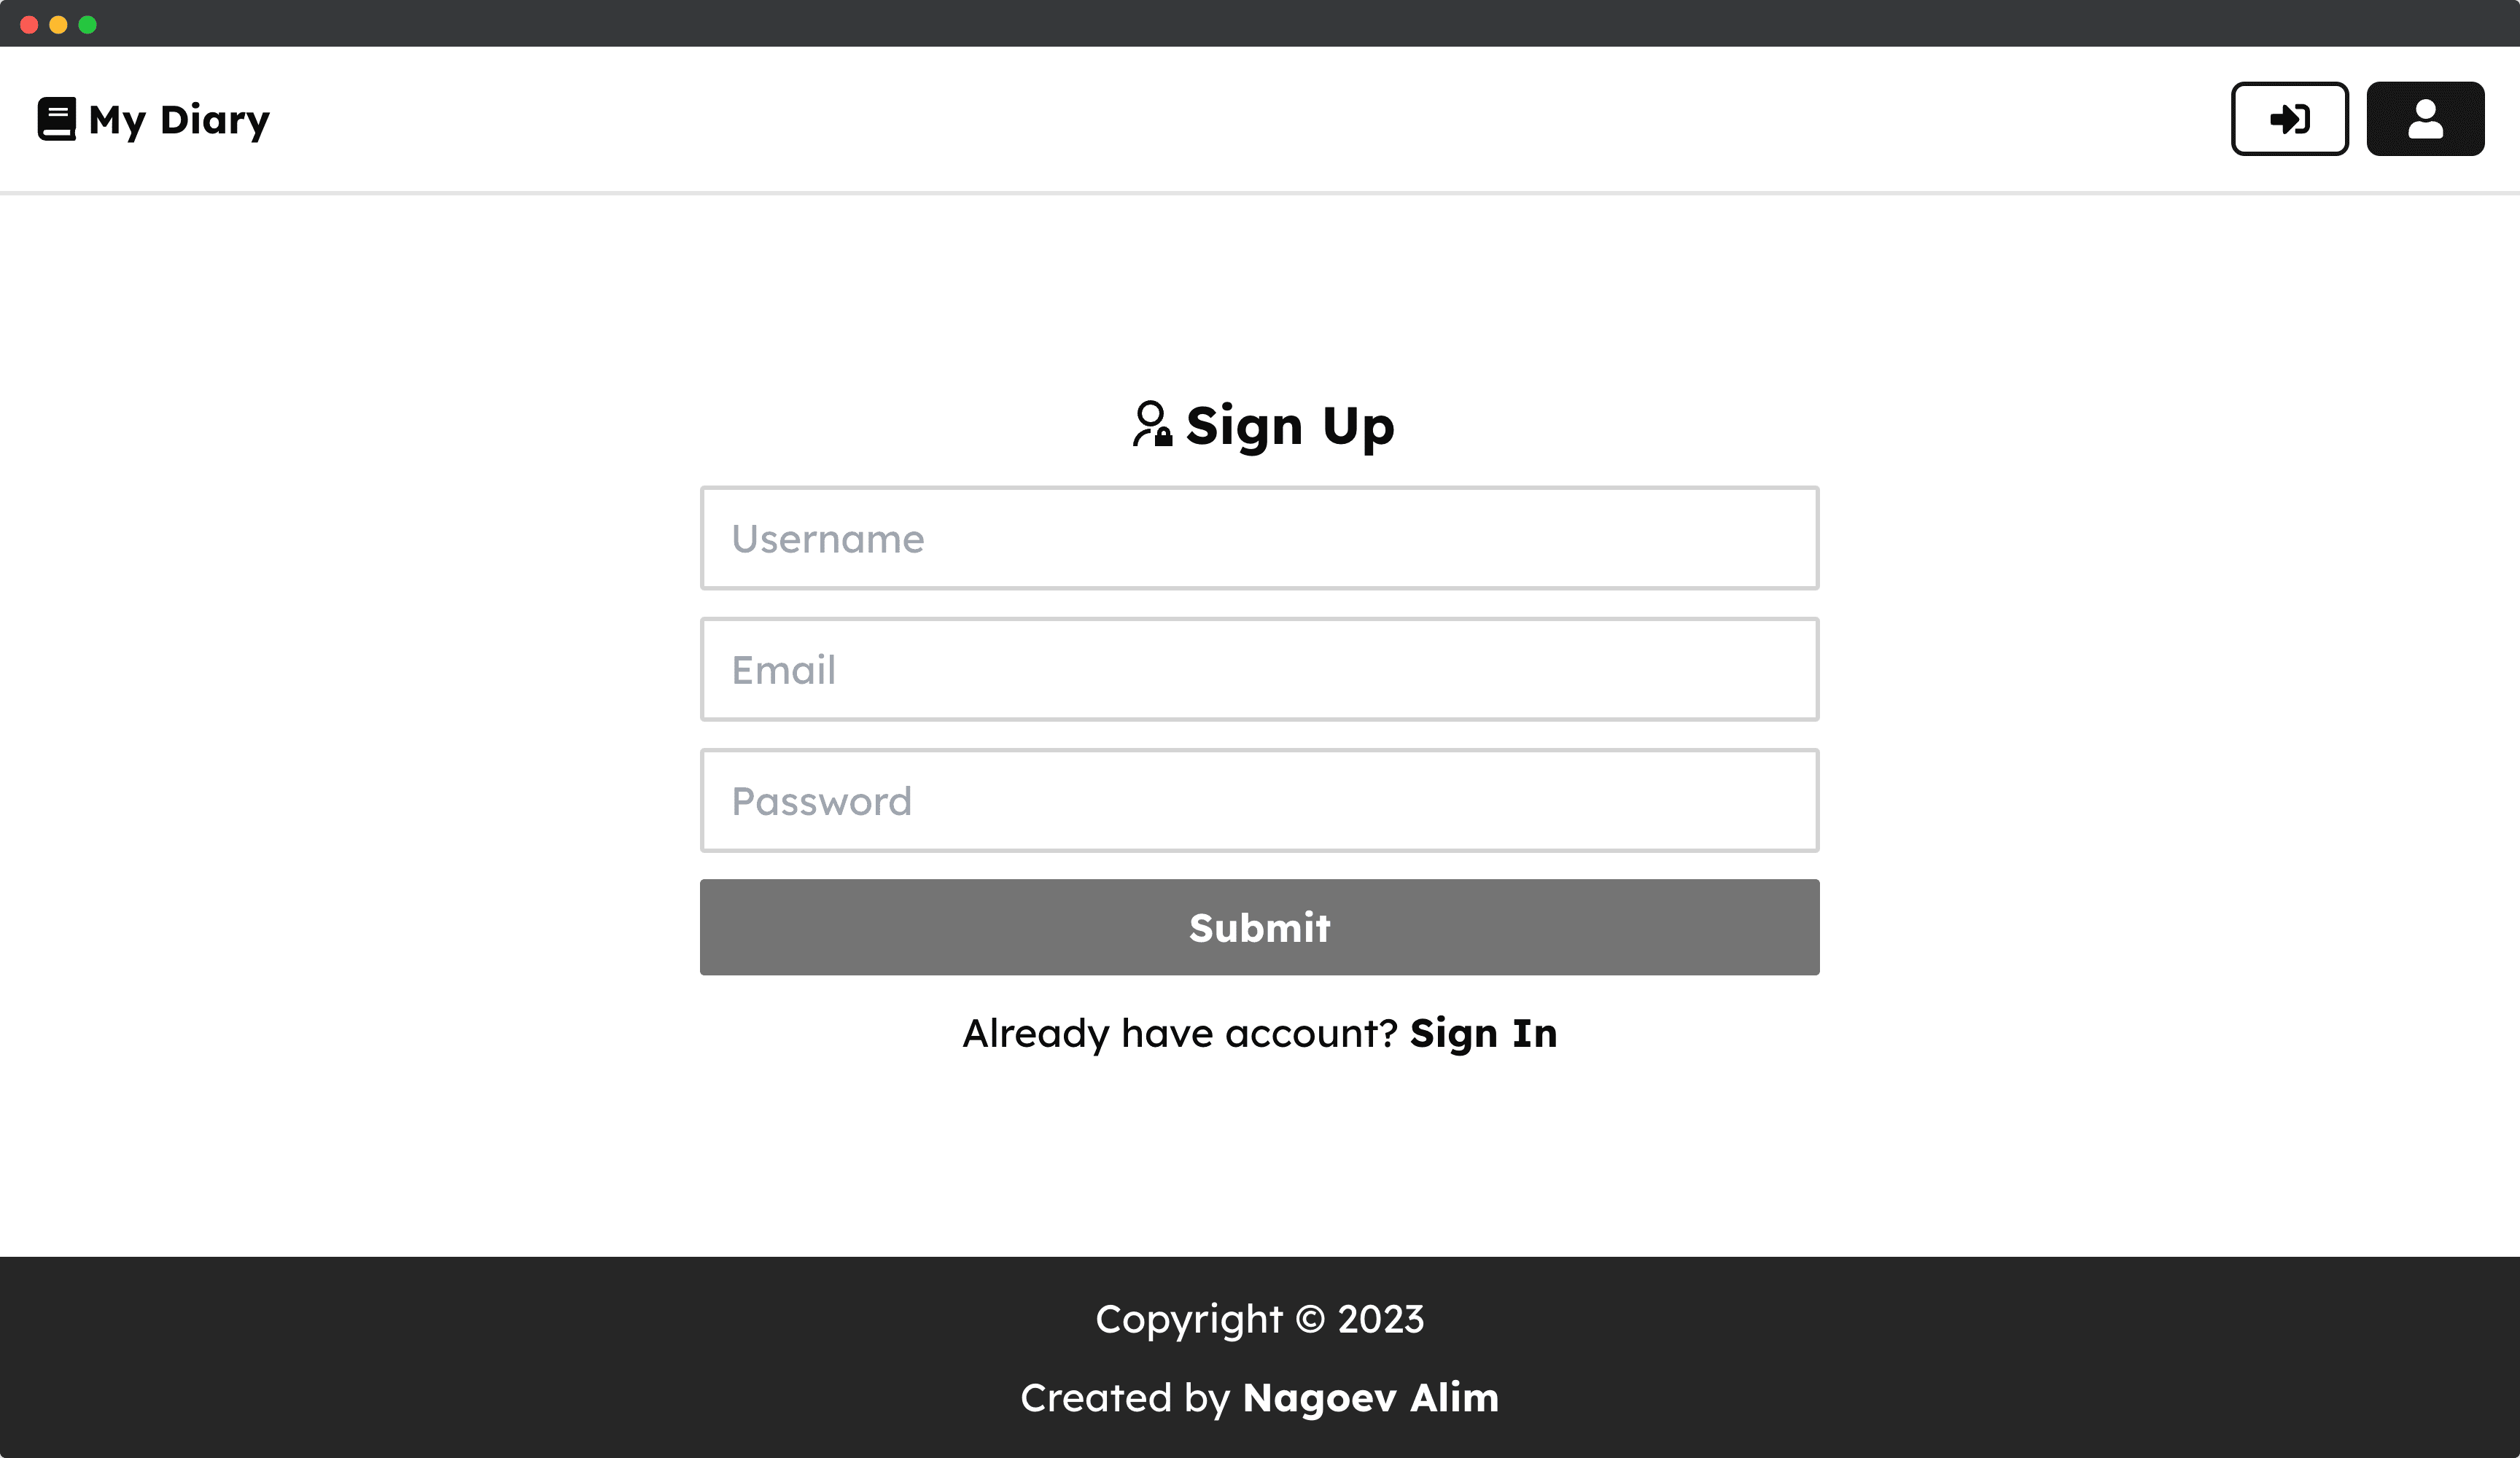 My Diary
Sign Up
Username
Email
Password
Submit
Already have account? Sign In
Copyright © 2023
Created by Nagoev Alim